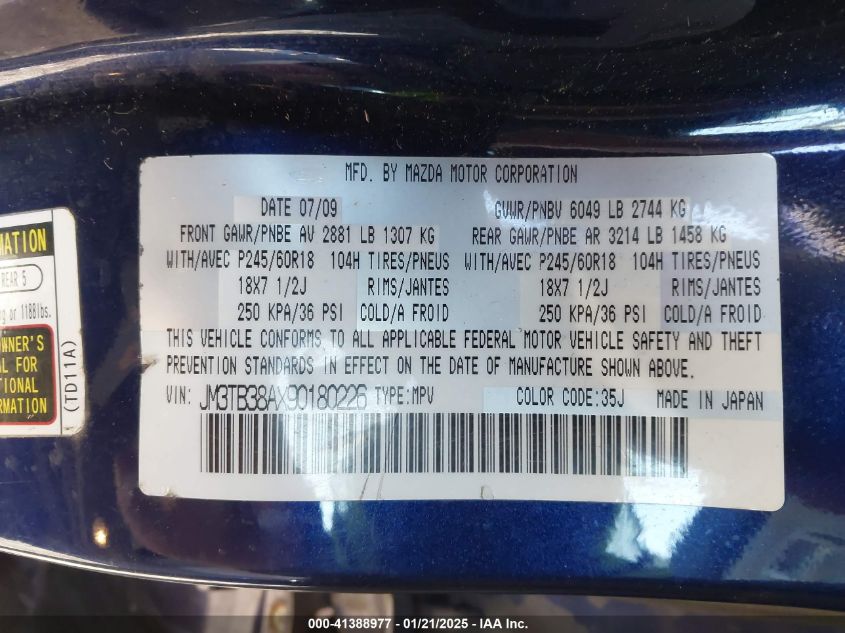 MFD. BY MAZDA MOTOR CORPORATION
DATE 07/09 GVWR/PNBV 6049 LB 2744 KG
FRONT GAWR/PNBE AV 2881 LB 1307 KG REAR GAWR/PNBE AR 3214 LB 1458 KG
WITH/AVEC P245/60R18 104H TIRES/PNEUS WITH/AVEC P245/60R18 104H TIRES/PNEUS
18X7 1/2J RIMS/JANTES 18X7 1/2J RIMS/JANTES
250 KPA/36 PSI COLD/A FROID 250 KPA/36 PSI COLD/A FROID
THIS VEHICLE CONFORMS TO ALL APPLICABLE FEDERAL MOTOR VEHICLE SAFETY AND THEFT
PREVENTION STANDARDS IN EFFECT ON THE DATE OF MANUFACTURE SHOWN ABOVE.
VIN: JM3TB38AX90180226 TYPE:MPV COLOR CODE:35J MADE IN JAPAN
REAR 5
or 1188lbs.
OWNER'S
FOR
(TD11A)
000-41388977 - 01/21/2025 - IAA Inc.